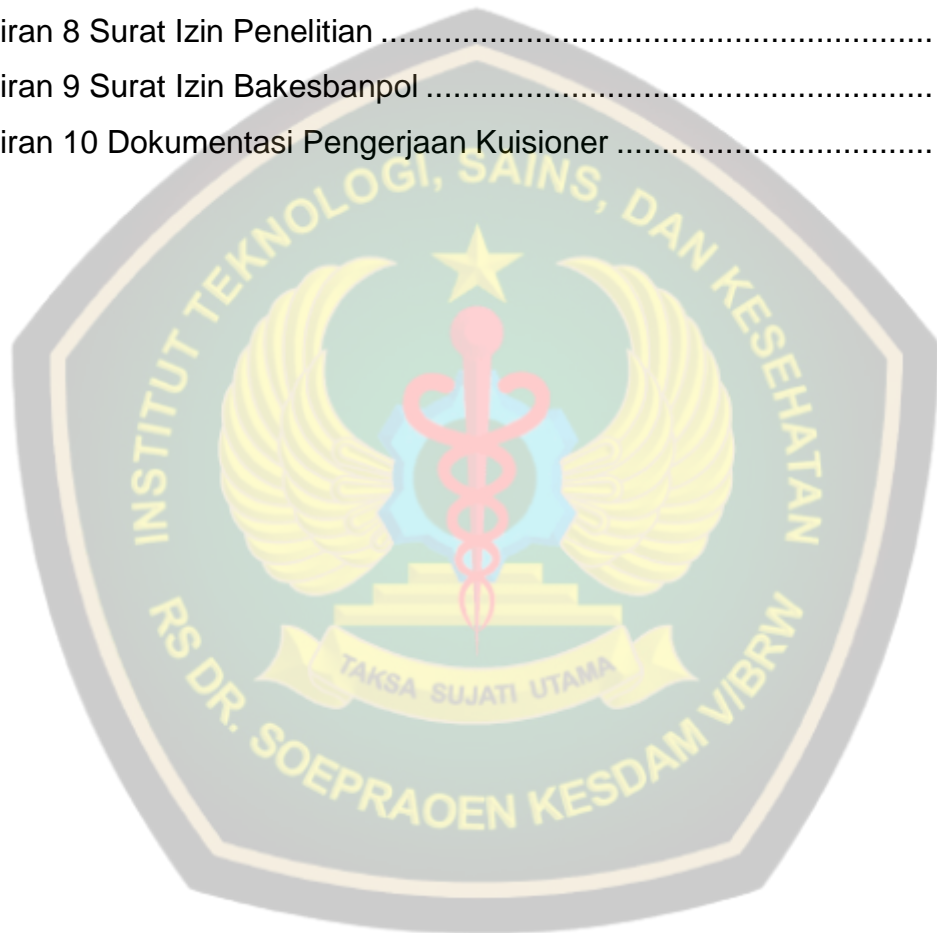 iran 8 Surat Izin Penelitian ............................................................
iran 9 Surat Izin Bakesbanpol .......................................................
iran 10 Dokumentasi Pengerjaan Kuisioner ..................................
INSTITUT TEKNOLOGI, SAINS, DAN KESEHATAN
TAKSA SUJATI UTAMA
RS DR. SOEPRAOEN KESDAM V/BRW